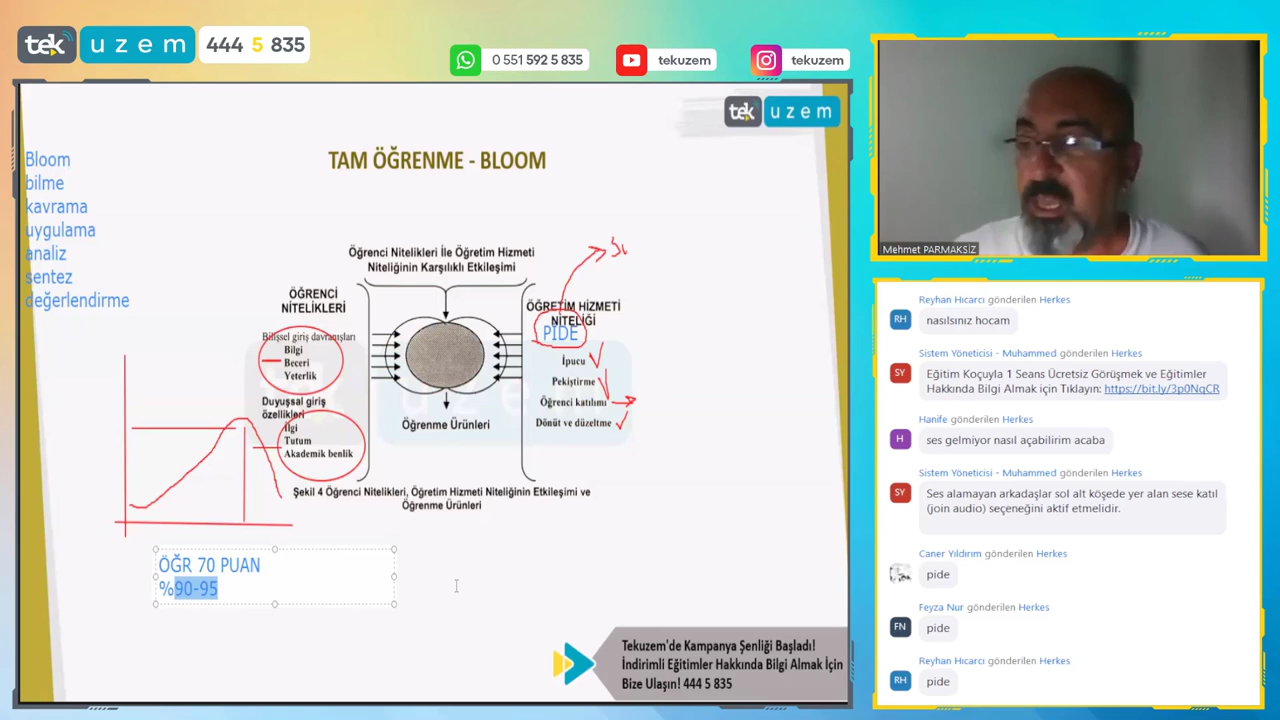 tek
uzem
444 5 835
0 551 592 5 835
tekuzem
tekuzem
tek
uzem
TAM ÖĞRENME - BLOOM
Bloom
bilme
kavrama
uygulama
analiz
sentez
değerlendirme
Öğrenci Nitelikleri İle Öğretim Hizmeti
Niteliğinin Karşılıklı Etkileşimi
ÖĞRENCİ
NİTELİKLERİ
Bilişsel giriş davranışları
Bilgi
Beceri
Yeterlik
Duyuşsal giriş
özellikleri
İlgi
Tutum
Akademik benlik
ÖĞRETİM HİZMETİ
NİTELİĞİ
PİDE
İpucu
Pekiştirme
Öğrenci katılımı
Dönüt ve düzeltme
Öğrenme Ürünleri
Şekil 4 Öğrenci Nitelikleri, Öğretim Hizmeti Niteliğinin Etkileşimi ve
Öğrenme Ürünleri
ÖĞR 70 PUAN
%90-95
Tekuzem'de Kampanya Şenliği Başladı!
İndirimli Eğitimler Hakkında Bilgi Almak İçin
Bize Ulaşın! 444 5 835
Mehmet PARMAKSİZ
Reyhan Hıcarcı gönderilen Herkes
RH
nasılsınız hocam
Sistem Yöneticisi - Muhammed gönderilen Herkes
SY
Eğitim Koçuyla 1 Seans Ücretsiz Görüşmek ve Eğitimler
Hakkında Bilgi Almak için Tıklayın: https://bit.ly/3p0NqCR
Hanife gönderilen Herkes
H
ses gelmiyor nasıl açabilirim acaba
Sistem Yöneticisi - Muhammed gönderilen Herkes
SY
Ses alamayan arkadaşlar sol alt köşede yer alan sese katıl
(join audio) seçeneğini aktif etmelidir.
Caner Yıldırım gönderilen Herkes
pide
Feyza Nur gönderilen Herkes
FN
pide
Reyhan Hıcarcı gönderilen Herkes
RH
pide